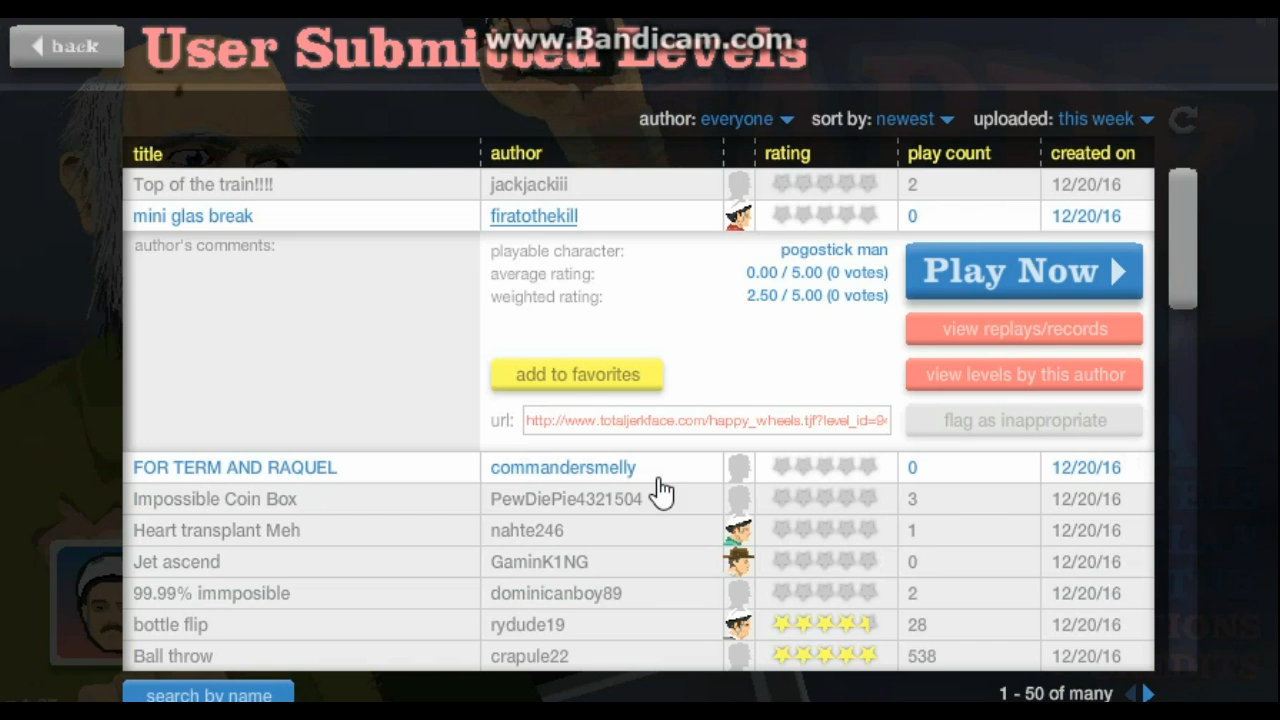 back
User Submitted Levels
www.Bandicam.com
author: everyone sort by: newest uploaded: this week
title author rating play count created on
Top of the train!!!! jackjackiii 2 12/20/16
mini glas break firatothekill 0 12/20/16
author's comments: playable character: pogostick man
average rating: 0.00 / 5.00 (0 votes)
weighted rating: 2.50 / 5.00 (0 votes)
Play Now
view replays/records
add to favorites view levels by this author
url: http://www.totaljerkface.com/happy_wheels.tjf?level_id=9 flag as inappropriate
FOR TERM AND RAQUEL commandersmelly 0 12/20/16
Impossible Coin Box PewDiePie4321504 3 12/20/16
Heart transplant Meh nahte246 1 12/20/16
Jet ascend GaminK1NG 0 12/20/16
99.99% immposible dominicanboy89 2 12/20/16
bottle flip rydude19 28 12/20/16
Ball throw crapule22 538 12/20/16
search by name 1 - 50 of many